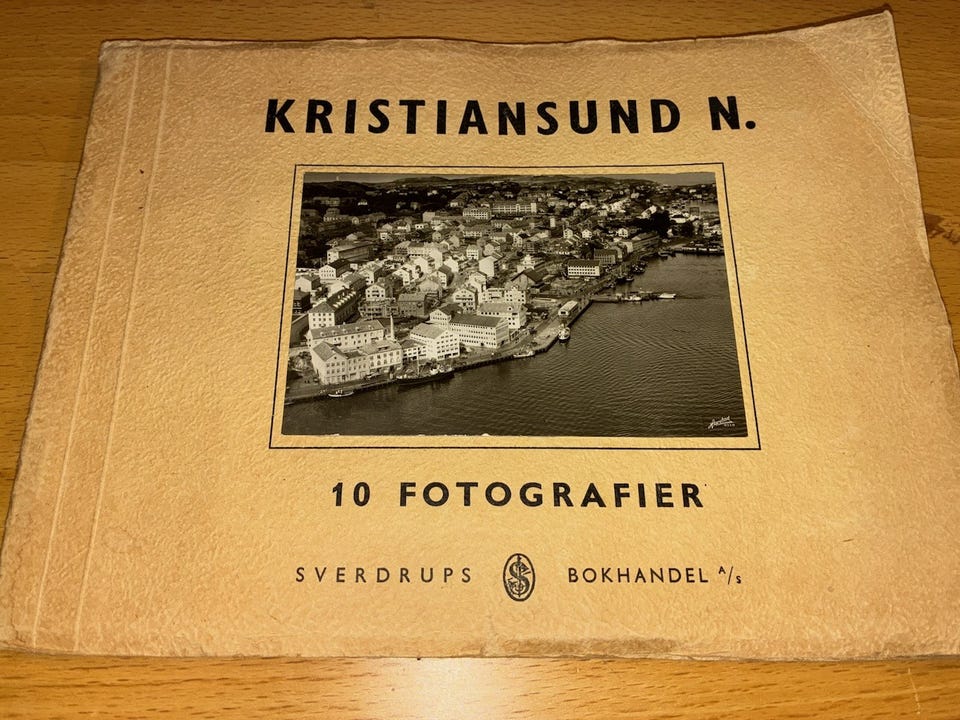 KRISTIANSUND N.
10 FOTOGRAFIER
SVERDRUPS BOKHANDEL A/S